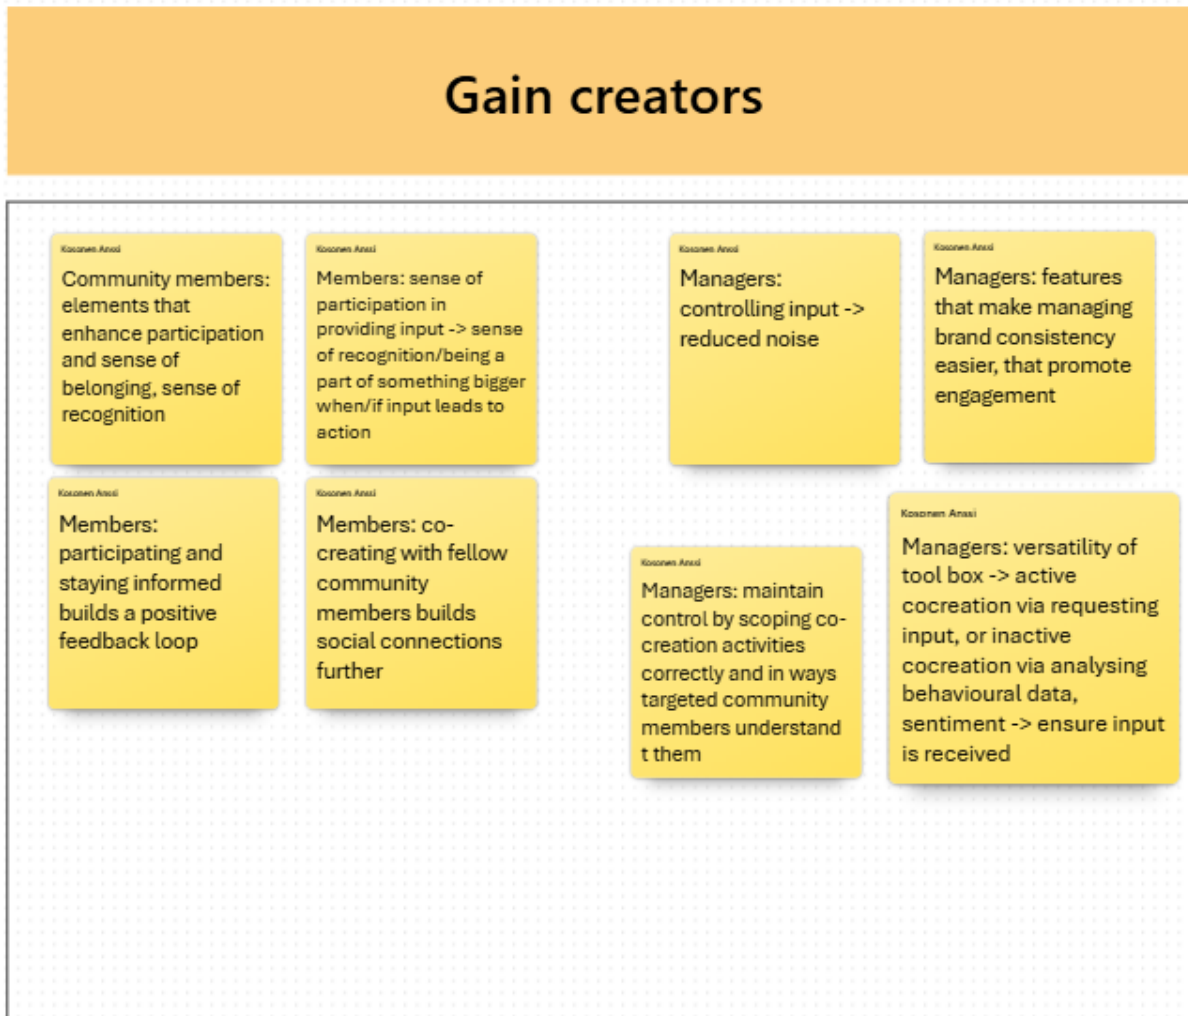 Gain creators
Kosonen Anssi
Community members:
elements that
enhance participation
and sense of
belonging, sense of
recognition
Kosonen Anssi
Members: sense of
participation in
providing input -> sense
of recognition/being a
part of something bigger
when/if input leads to
action
Kosonen Anssi
Managers:
controlling input ->
reduced noise
Kosonen Anssi
Managers: features
that make managing
brand consistency
easier, that promote
engagement
Kosonen Anssi
Members:
participating and
staying informed
builds a positive
feedback loop
Kosonen Anssi
Members: co-
creating with fellow
community
members builds
social connections
further
Kosonen Anssi
Managers: maintain
control by scoping co-
creation activities
correctly and in ways
targeted community
members understand
t them
Kosonen Anssi
Managers: versatility of
tool box -> active
cocreation via requesting
input, or inactive
cocreation via analysing
behavioural data,
sentiment -> ensure input
is received